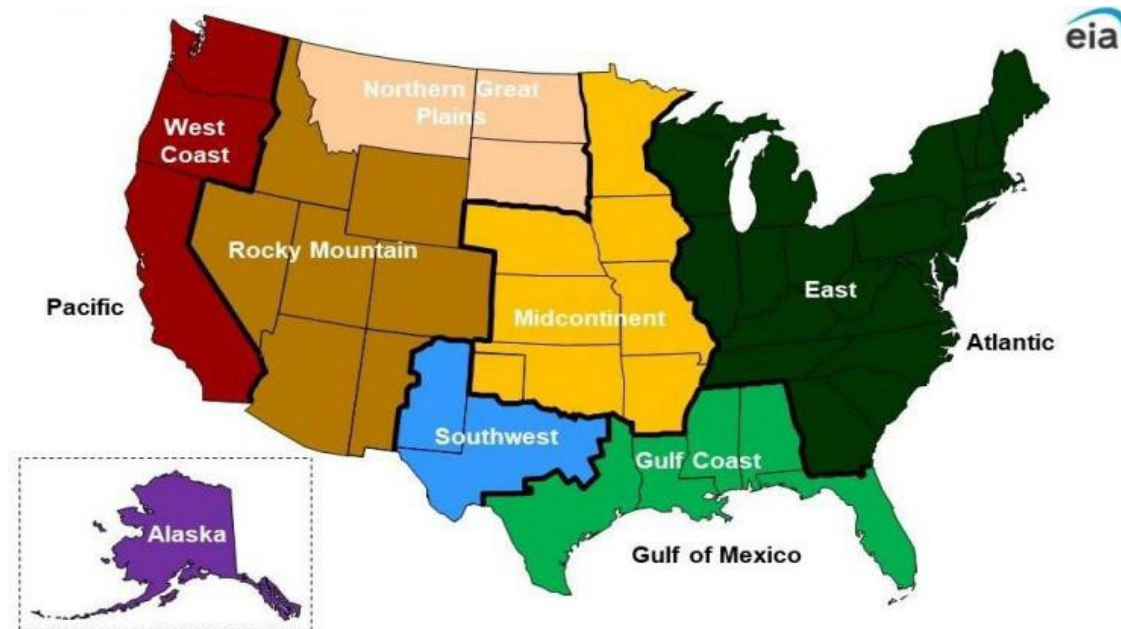 eia
Northern Great
Plains
West
Coast
Rocky Mountain
Pacific
Midcontinent
East
Atlantic
Southwest
Gulf Coast
Alaska
Gulf of Mexico